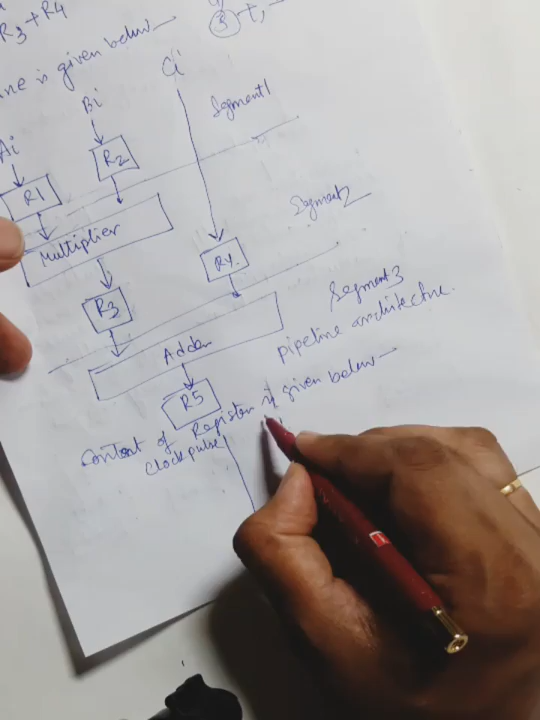 R3+R4
3 +, -
ne is given below
Ai
Bi
Ci
Segment1
R1
R2
Multiplier
Segment2
R3
R4
Segment3
Adder
pipeline architecture.
R5
Content of Register is given below
Clock pulse